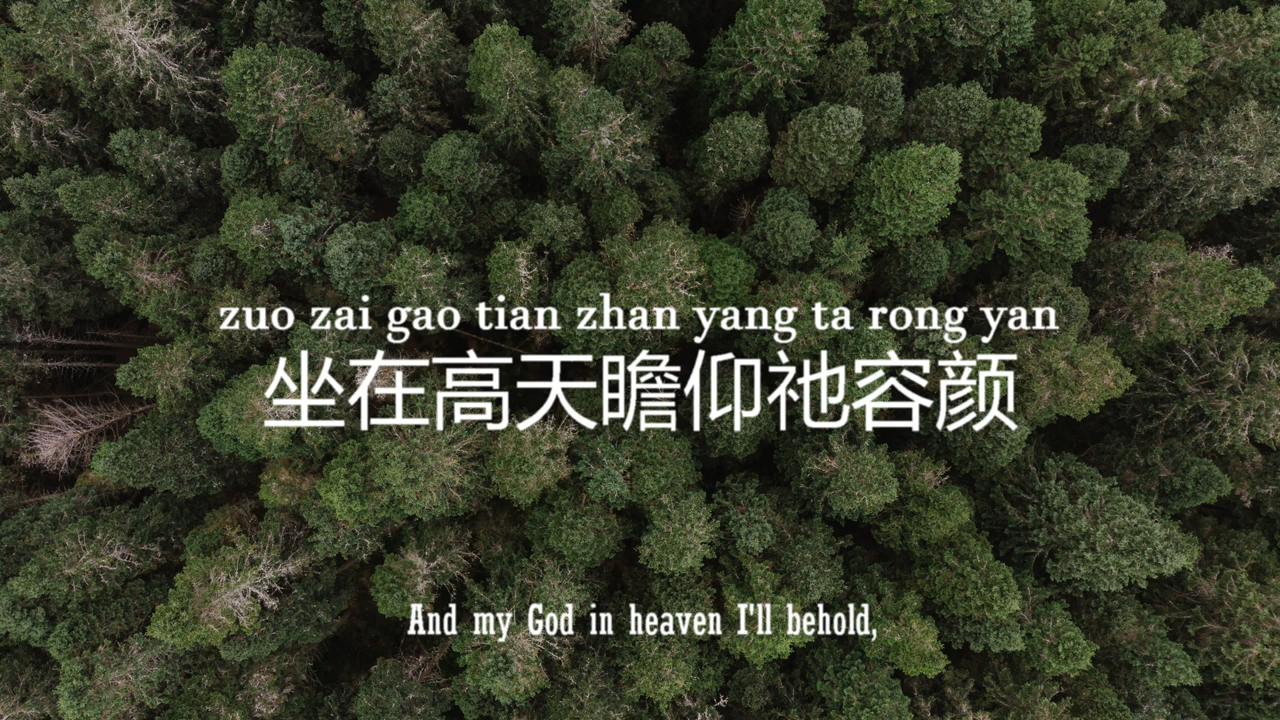 zuo zai gao tian zhan yang ta rong yan
坐在高天瞻仰祂容颜
And my God in heaven I'll behold,